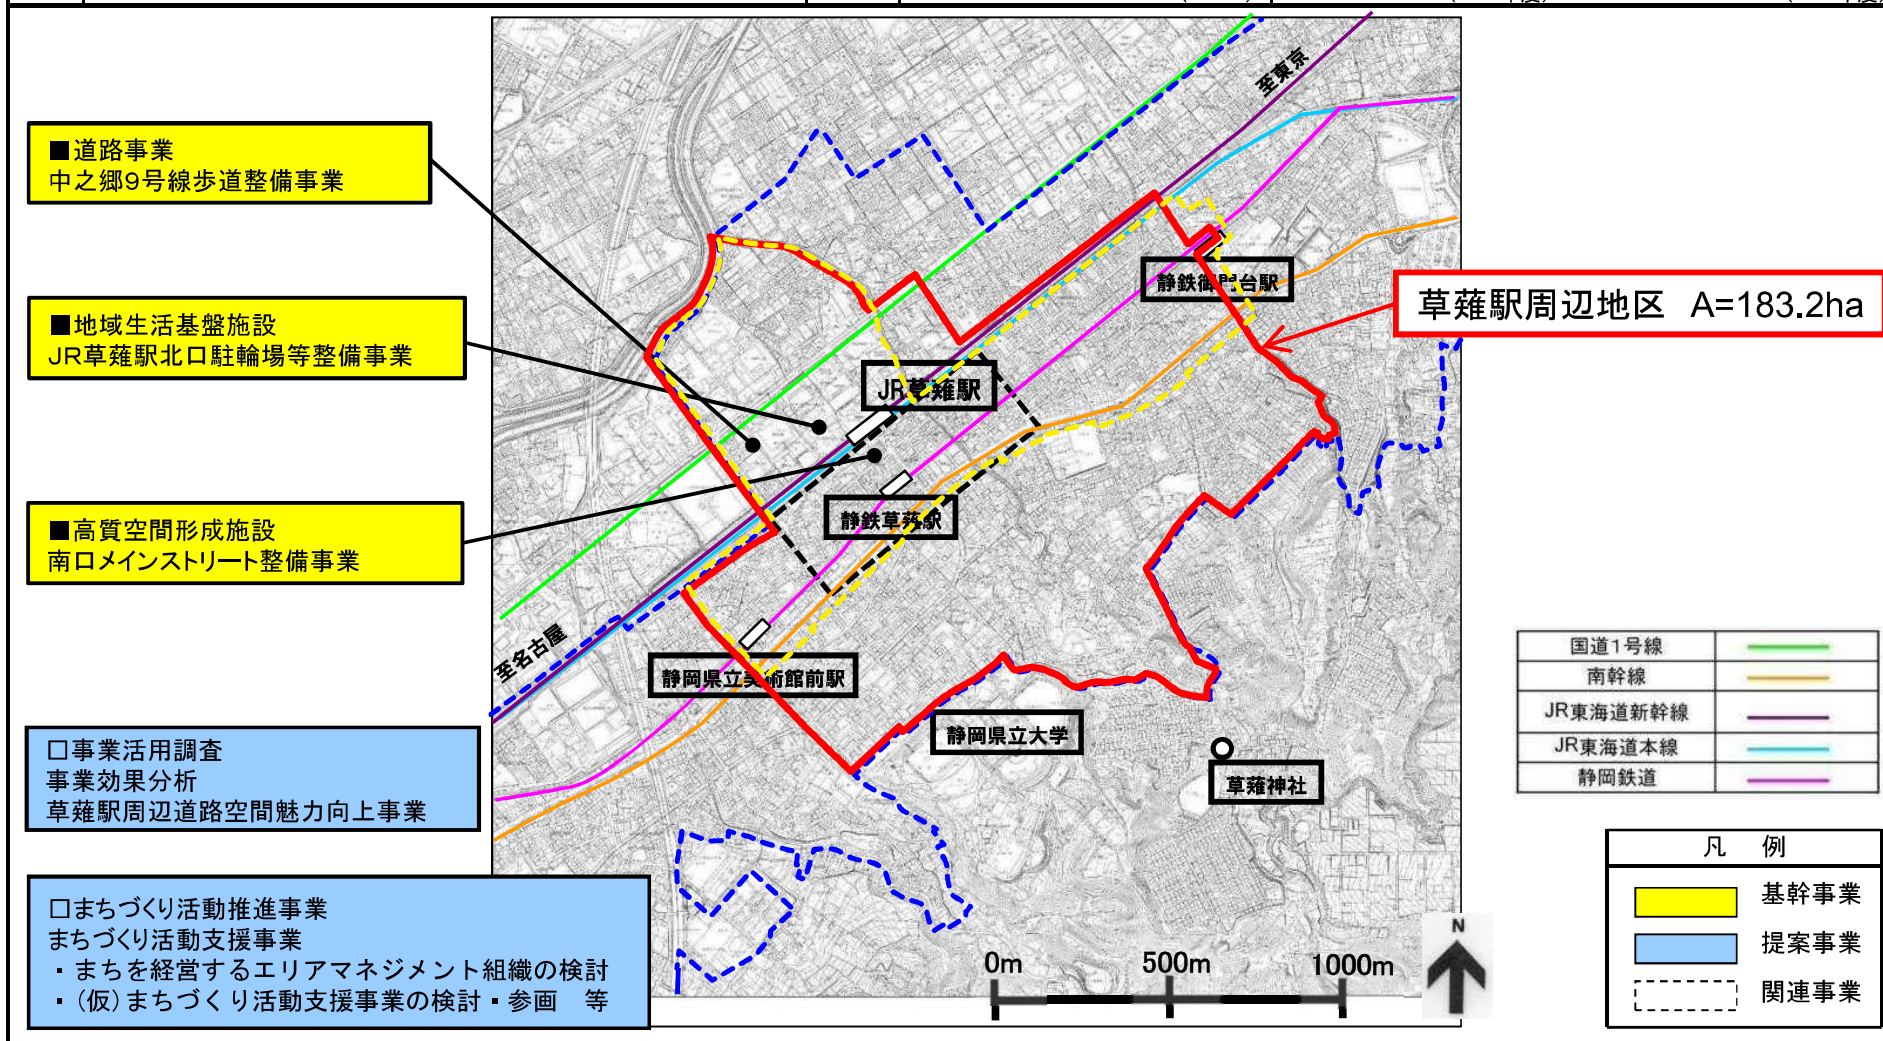 至東京
■道路事業
中之郷9号線歩道整備事業
■地域生活基盤施設
JR草薙駅北口駐輪場等整備事業
■高質空間形成施設
南口メインストリート整備事業
静鉄御門台駅
草薙駅周辺地区 A=183.2ha
JR草薙駅
静鉄草薙駅
至名古屋
静岡県立美術館前駅
静岡県立大学
草薙神社
国道1号線
南幹線
JR東海道新幹線
JR東海道本線
静岡鉄道
□事業活用調査
事業効果分析
草薙駅周辺道路空間魅力向上事業
□まちづくり活動推進事業
まちづくり活動支援事業
・まちを経営するエリアマネジメント組織の検討
・(仮)まちづくり活動支援事業の検討・参画 等
凡 例
基幹事業
提案事業
関連事業
0m 500m 1000m
N